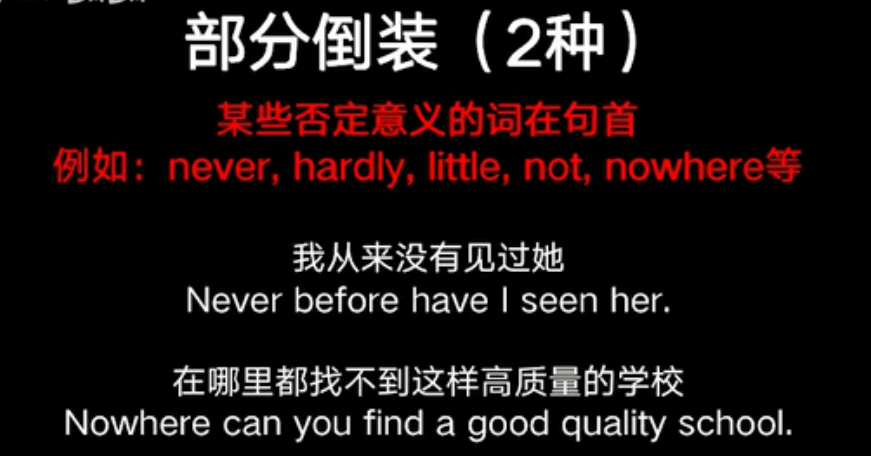 部分倒装（2种）
某些否定意义的词在句首
例如：never, hardly, little, not, nowhere等
我从来没有见过她
Never before have I seen her.
在哪里都找不到这样高质量的学校
Nowhere can you find a good quality school.